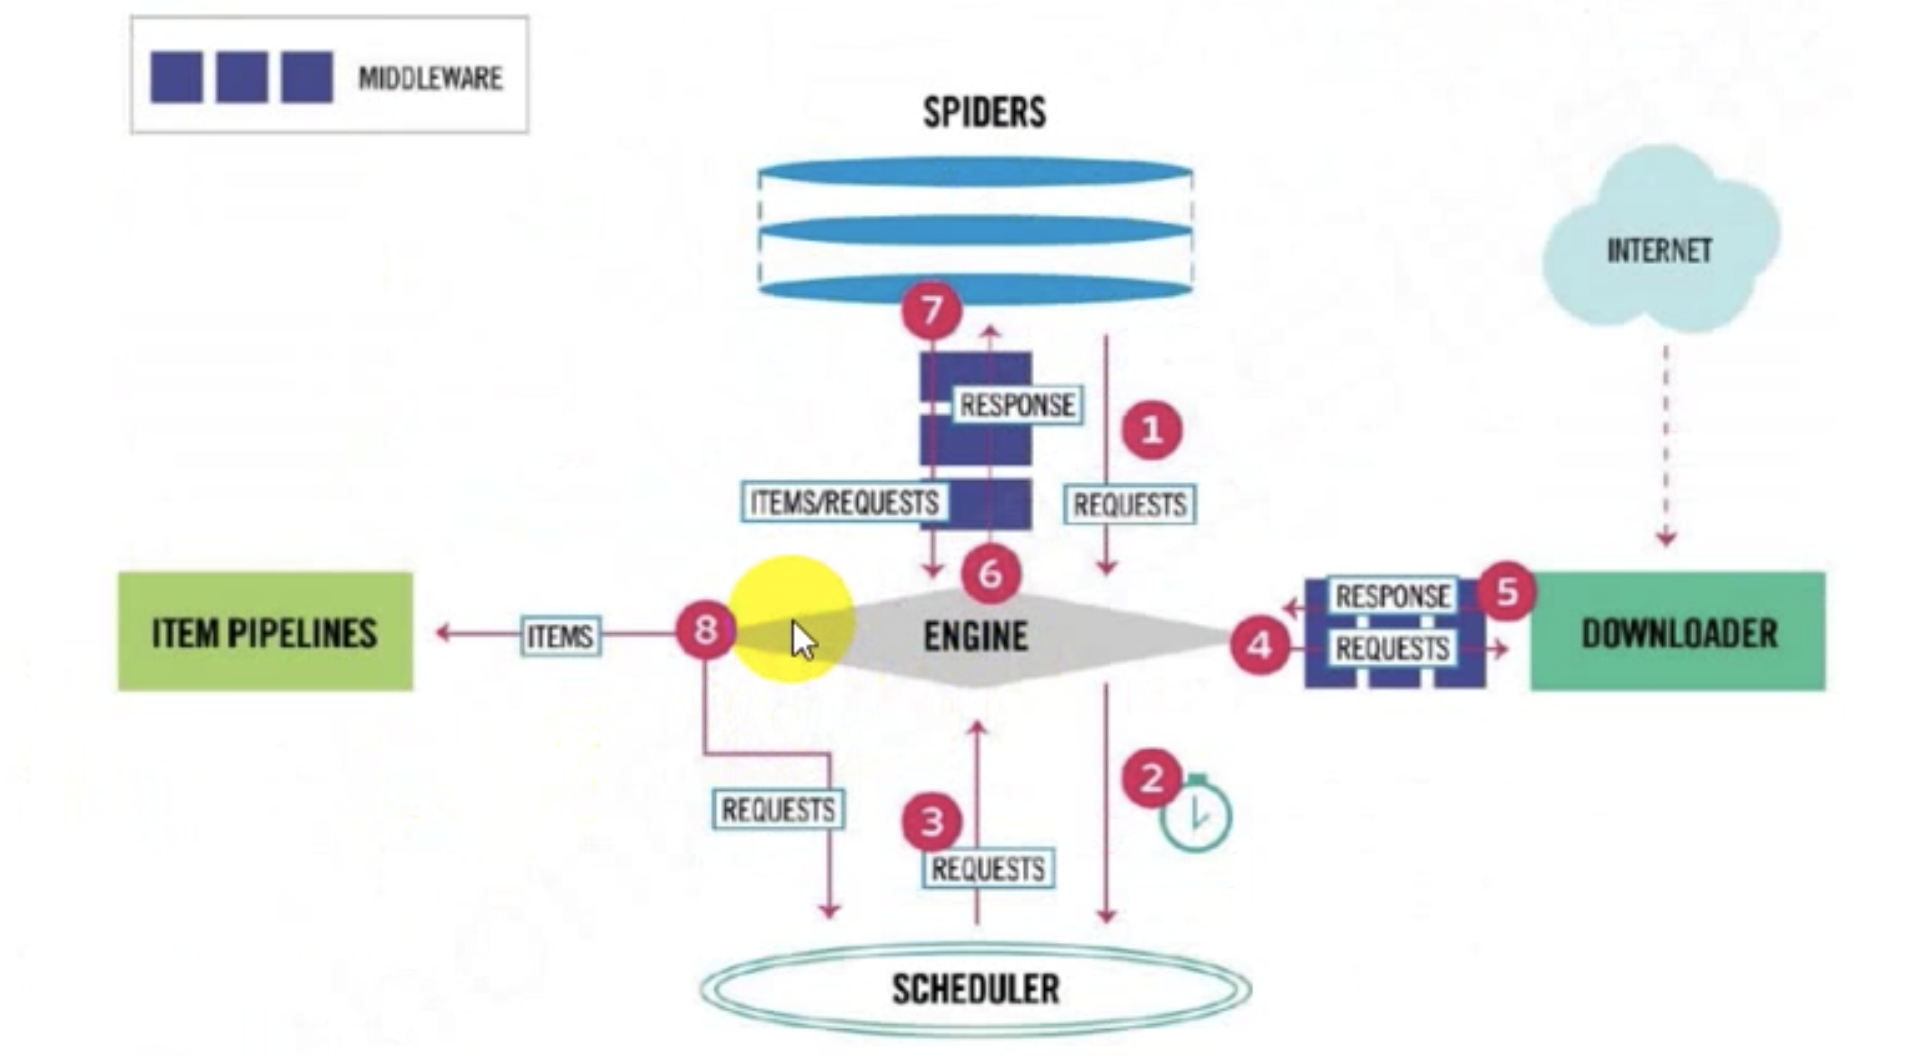 MIDDLEWARE
SPIDERS
INTERNET
7
RESPONSE
1
ITEMS/REQUESTS
REQUESTS
6
ITEM PIPELINES
ITEMS
8
ENGINE
4
RESPONSE
REQUESTS
5
DOWNLOADER
REQUESTS
3
REQUESTS
2
SCHEDULER